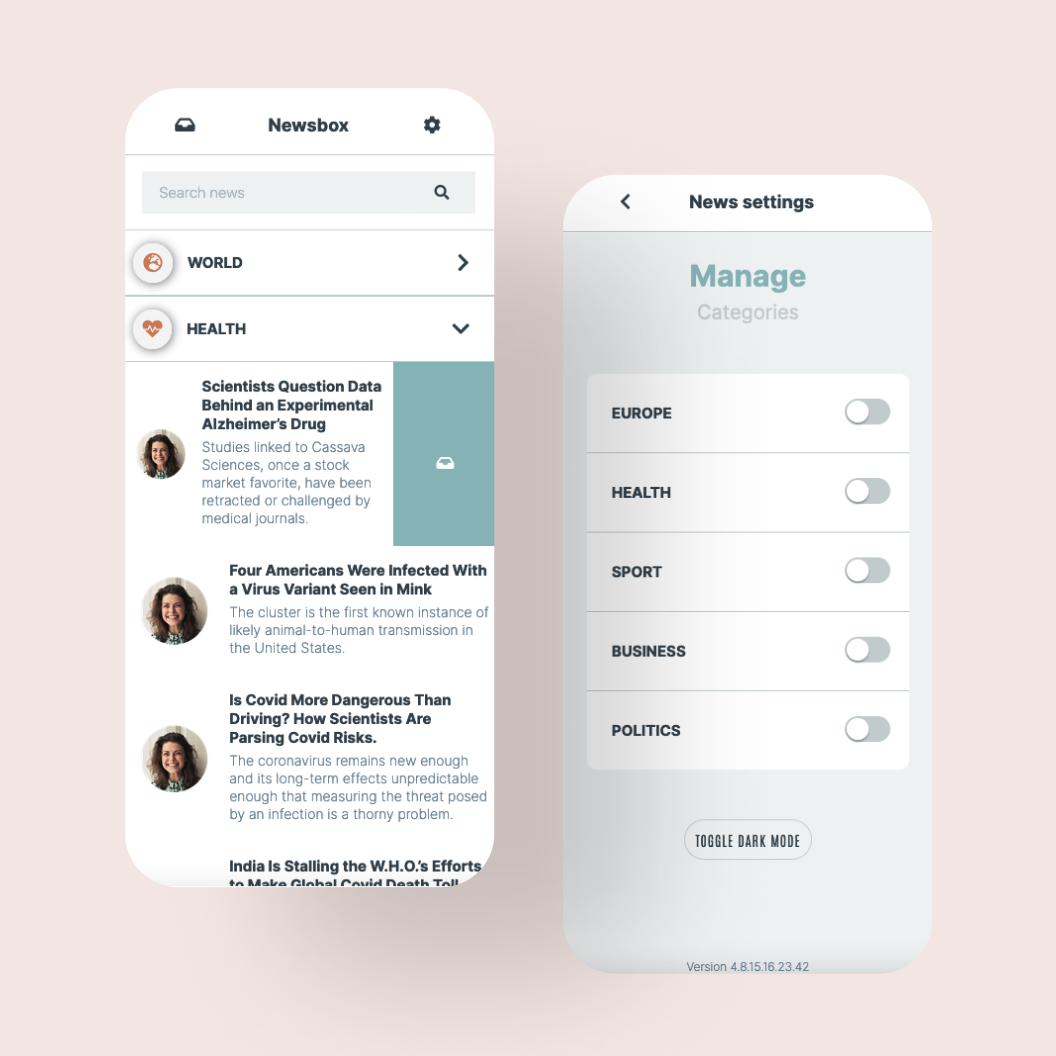 Newsbox
Search news
WORLD
HEALTH
Scientists Question Data
Behind an Experimental
Alzheimer's Drug
Studies linked to Cassava
Sciences, once a stock
market favorite, have been
retracted or challenged by
medical journals.
Four Americans Were Infected With
a Virus Variant Seen in Mink
The cluster is the first known instance of
likely animal-to-human transmission in
the United States.
Is Covid More Dangerous Than
Driving? How Scientists Are
Parsing Covid Risks.
The coronavirus remains new enough
and its long-term effects unpredictable
enough that measuring the threat posed
by an infection is a thorny problem.
India Is Stalling the W.H.O.'s Efforts
to Make Global Covid Death Toll
News settings
Manage
Categories
EUROPE
HEALTH
SPORT
BUSINESS
POLITICS
TOGGLE DARK MODE
Version 4.8.15.16.23.42